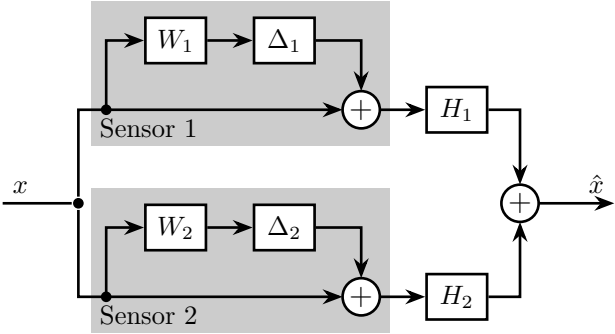 W₁ Δ₁
+ H₁
Sensor 1
x + x̂
W₂ Δ₂
+ H₂
Sensor 2